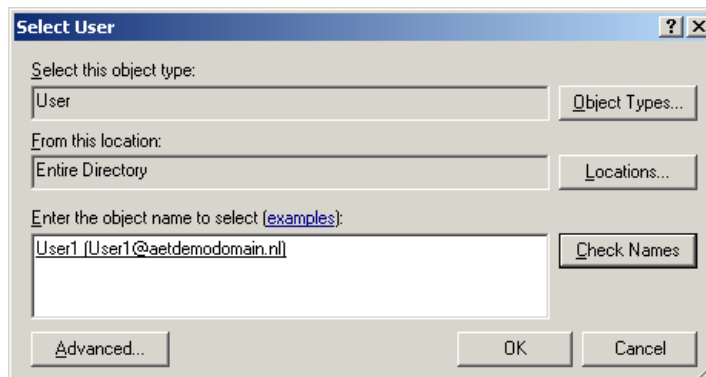 Select User
Select this object type:
User
Object Types...
From this location:
Entire Directory
Locations...
Enter the object name to select (examples):
User1 (User1@aetdemodomain.nl)
Check Names
Advanced...
OK
Cancel